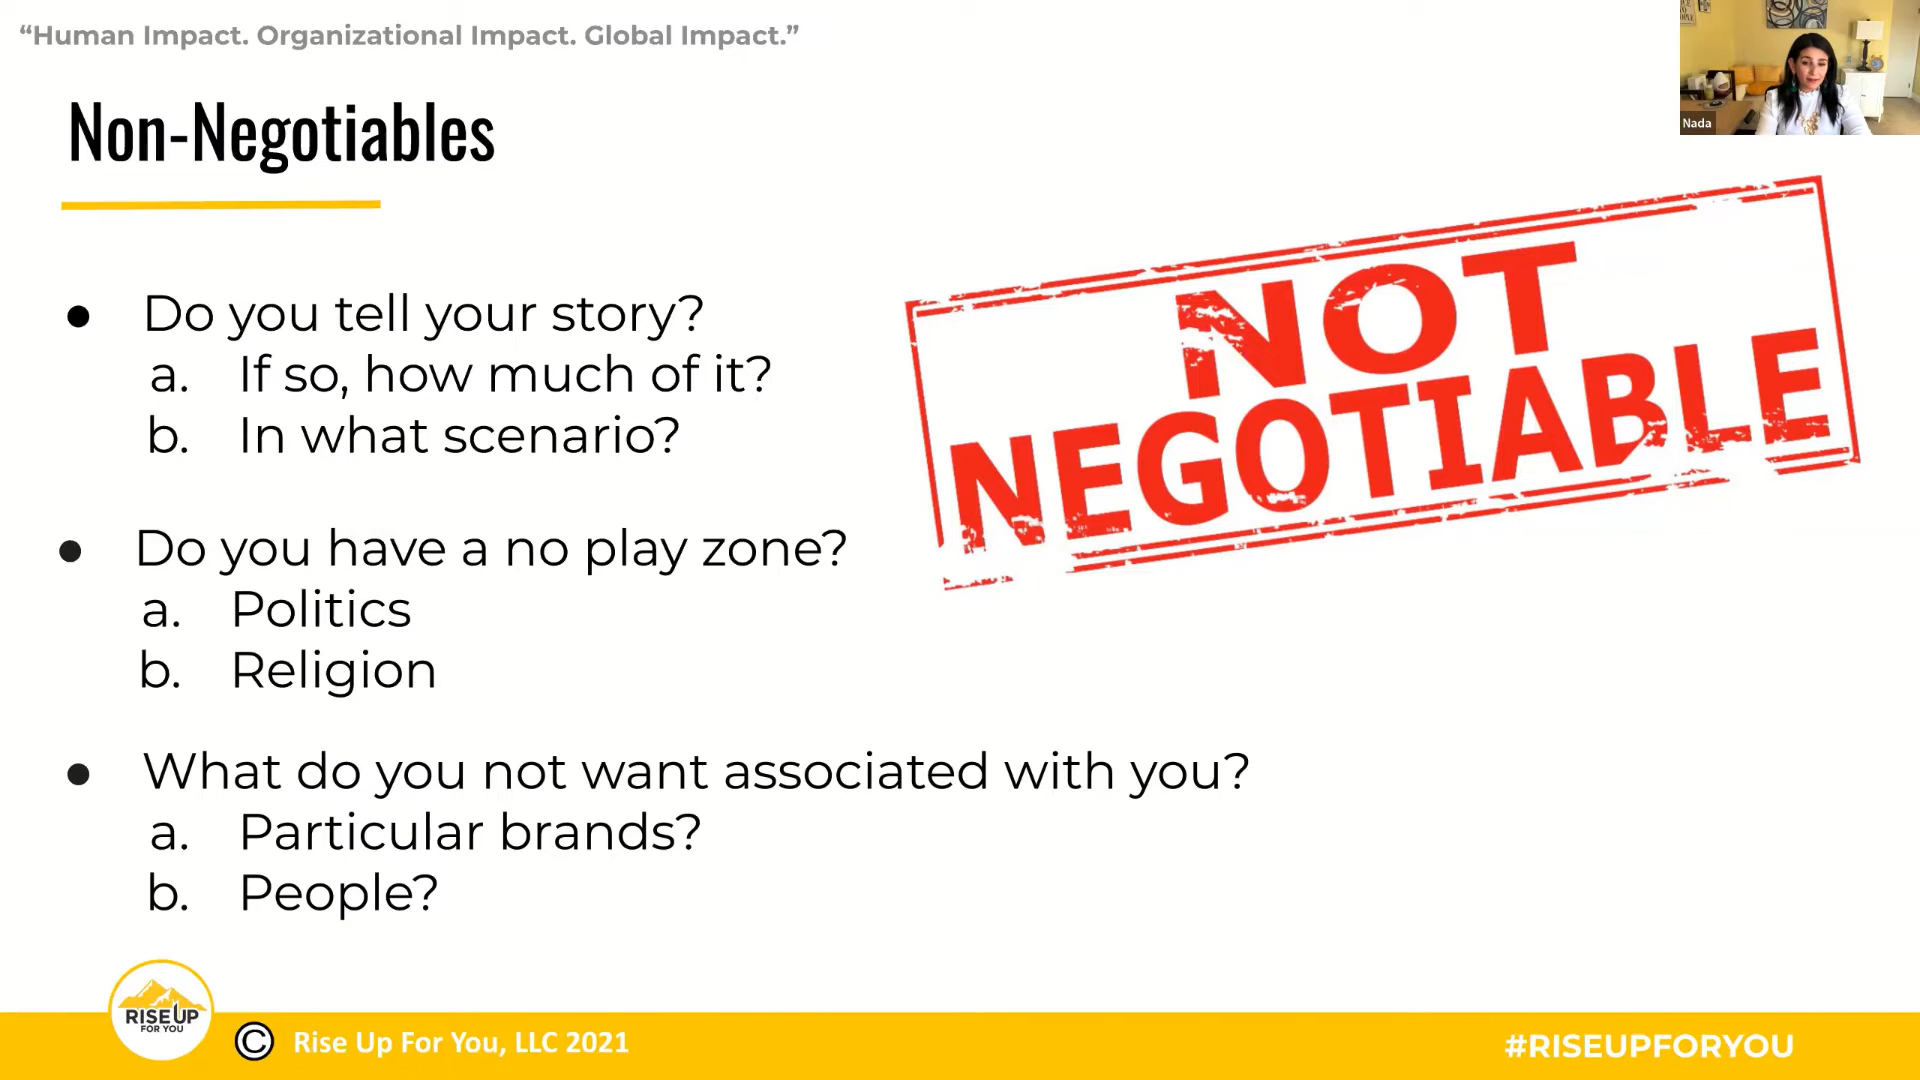 “Human Impact. Organizational Impact. Global Impact.”
Nada
Non-Negotiables
● Do you tell your story?
a. If so, how much of it?
b. In what scenario?
● Do you have a no play zone?
a. Politics
b. Religion
● What do you not want associated with you?
a. Particular brands?
b. People?
NOT
NEGOTIABLE
RISE UP
FOR YOU
© Rise Up For You, LLC 2021
#RISEUPFORYOU